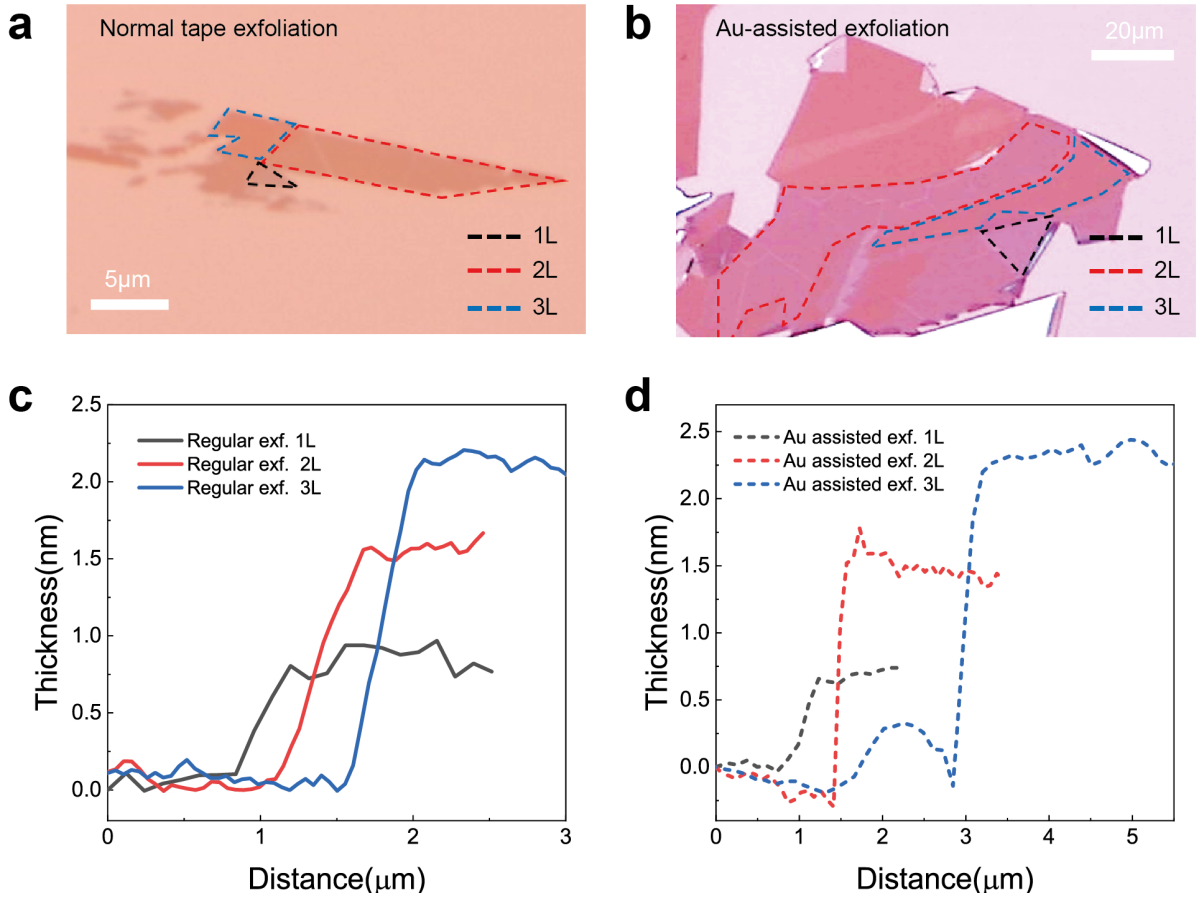 a
Normal tape exfoliation
1L
2L
3L
5μm
b
Au-assisted exfoliation
20μm
1L
2L
3L
c
2.5
2.0
1.5
1.0
0.5
0.0
Thickness(nm)
Regular exf. 1L
Regular exf. 2L
Regular exf. 3L
0
1
2
3
Distance(μm)
d
2.5
2.0
1.5
1.0
0.5
0.0
Thickness(nm)
Au assisted exf. 1L
Au assisted exf. 2L
Au assisted exf. 3L
0
1
2
3
4
5
Distance(μm)